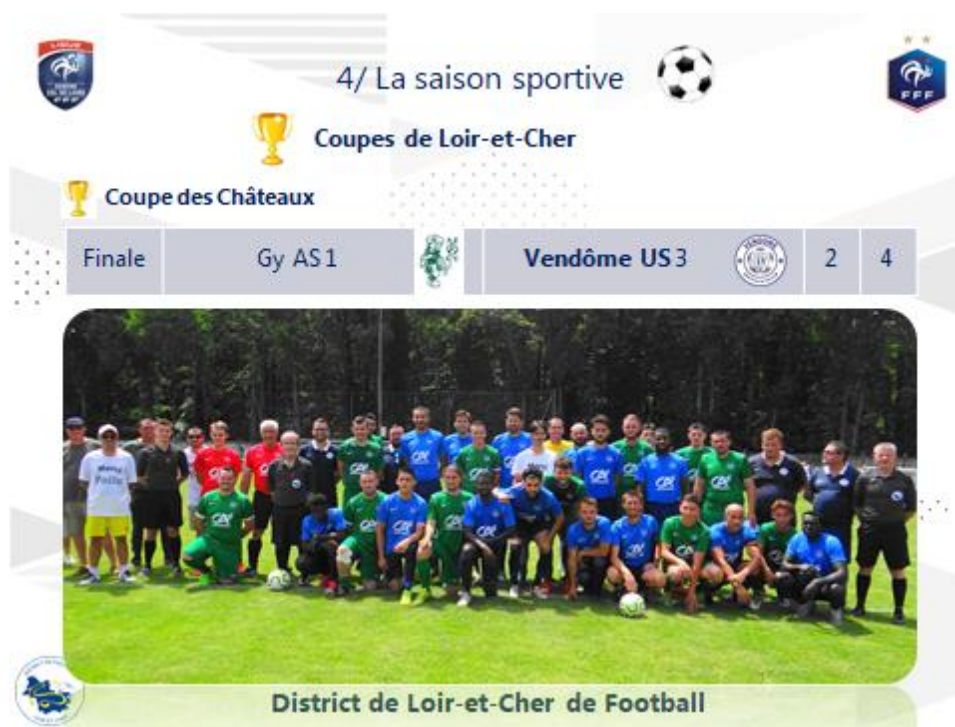 4/ La saison sportive
FFF
Coupes de Loir-et-Cher
Coupe des Châteaux
Finale Gy AS 1 Vendôme US 3 2 4
District de Loir-et-Cher de Football